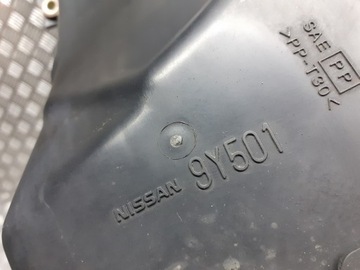 SAE PP
>PP-T30<
NISSAN 9Y501